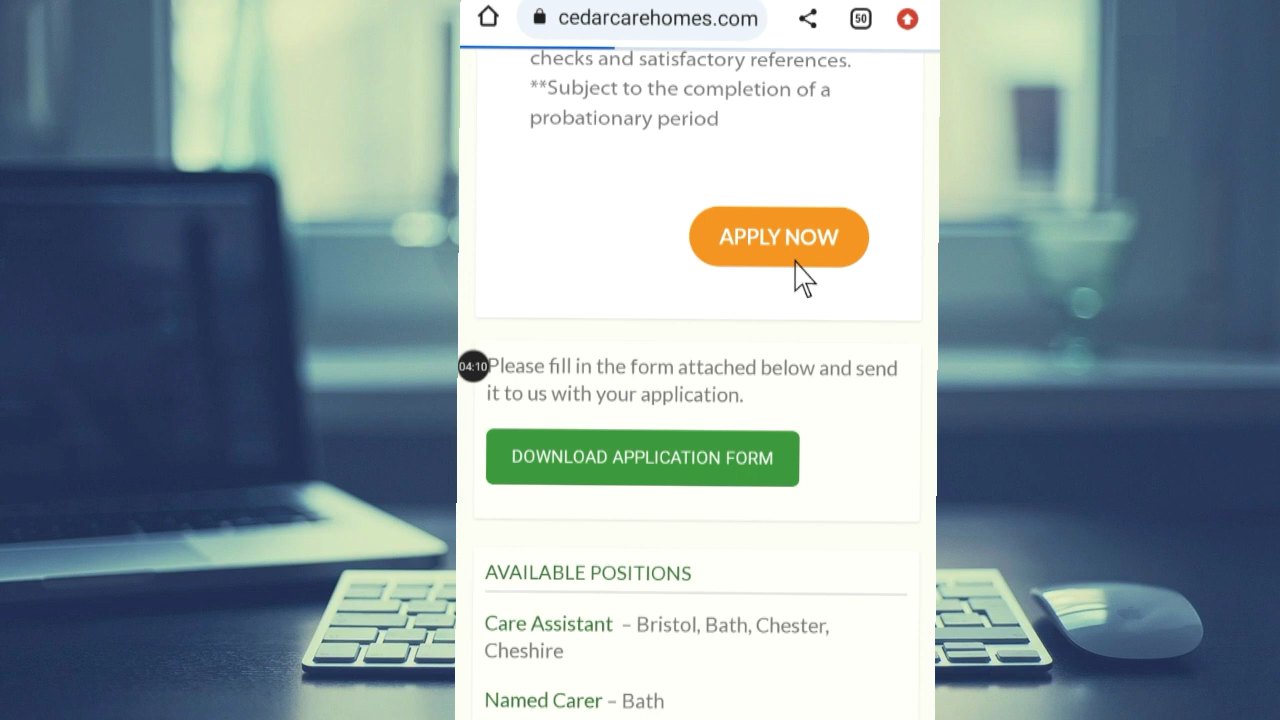 cedarcarehomes.com
50
checks and satisfactory references.
**Subject to the completion of a
probationary period
APPLY NOW
04:10
Please fill in the form attached below and send
it to us with your application.
DOWNLOAD APPLICATION FORM
AVAILABLE POSITIONS
Care Assistant – Bristol, Bath, Chester,
Cheshire
Named Carer – Bath